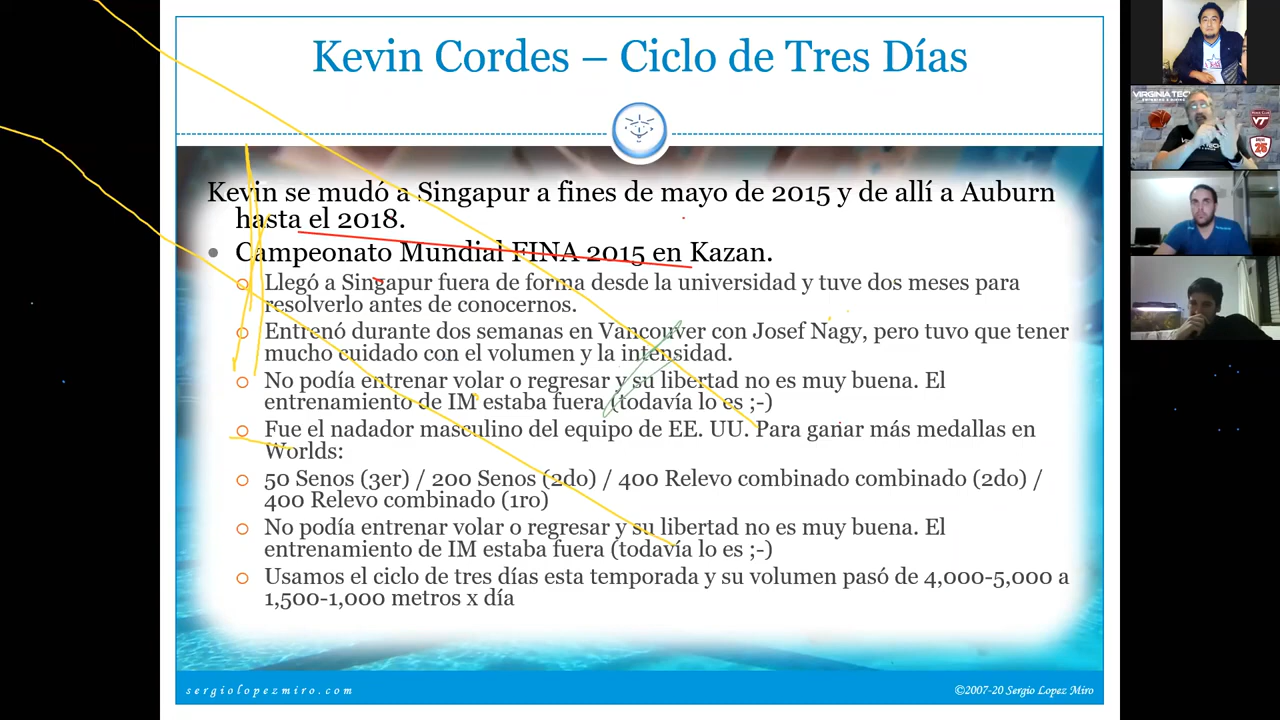 Kevin Cordes – Ciclo de Tres Días
Kevin se mudó a Singapur a fines de mayo de 2015 y de allí a Auburn
hasta el 2018.
Campeonato Mundial FINA 2015 en Kazan.
Llegó a Singapur fuera de forma desde la universidad y tuve dos meses para
resolverlo antes de conocernos.
Entrenó durante dos semanas en Vancouver con Josef Nagy, pero tuvo que tener
mucho cuidado con el volumen y la intensidad.
No podía entrenar volar o regresar y su libertad no es muy buena. El
entrenamiento de IM estaba fuera (todavía lo es ;-)
Fue el nadador masculino del equipo de EE. UU. Para ganar más medallas en
Worlds:
50 Senos (3er) / 200 Senos (2do) / 400 Relevo combinado combinado (2do) /
400 Relevo combinado (1ro)
No podía entrenar volar o regresar y su libertad no es muy buena. El
entrenamiento de IM estaba fuera (todavía lo es ;-)
Usamos el ciclo de tres días esta temporada y su volumen pasó de 4,000-5,000 a
1,500-1,000 metros x día
sergiolopezmiro.com
©2007-20 Sergio Lopez Miro
VIRGINIA TECH
VT
25